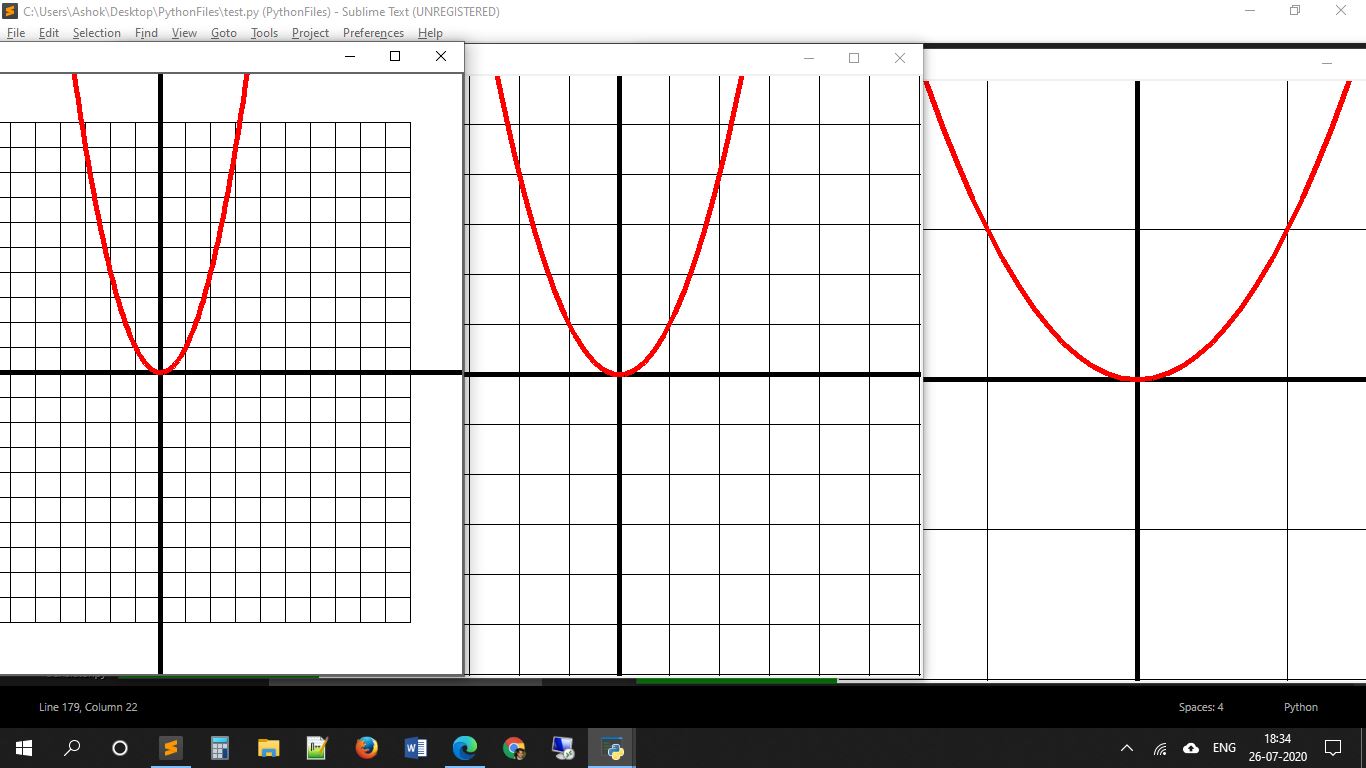 C:\Users\Ashok\Desktop\PythonFiles\test.py (PythonFiles) - Sublime Text (UNREGISTERED)
File Edit Selection Find View Goto Tools Project Preferences Help
Line 179, Column 22
Spaces: 4
Python
ENG
18:34
26-07-2020